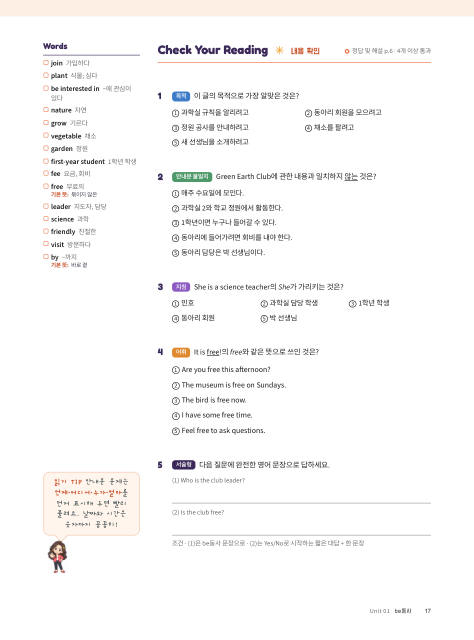 Words
join 가입하다
plant 식물; 심다
be interested in ~에 관심이
있다
nature 자연
grow 기르다
vegetable 채소
garden 정원
first-year student 1학년 학생
fee 요금, 회비
free 무료의
기본 뜻: 묶이지 않은
leader 지도자, 담당
science 과학
friendly 친절한
visit 방문하다
by ~까지
기본 뜻: 바로 곁
읽기 TIP 안내문 문제는
언제·어디서·누가·얼마를
먼저 표시해 두면 빨리
풀려요. 날짜와 시간은
숫자까지 꼼꼼히!
Check Your Reading 내용 확인
정답 및 해설 p.6 · 4개 이상 통과
1 목적 이 글의 목적으로 가장 알맞은 것은?
① 과학실 규칙을 알리려고 ② 동아리 회원을 모으려고
③ 정원 공사를 안내하려고 ④ 채소를 팔려고
⑤ 새 선생님을 소개하려고
2 안내문 불일치 Green Earth Club에 관한 내용과 일치하지 않는 것은?
① 매주 수요일에 모인다.
② 과학실 2와 학교 정원에서 활동한다.
③ 1학년이면 누구나 들어갈 수 있다.
④ 동아리에 들어가려면 회비를 내야 한다.
⑤ 동아리 담당은 박 선생님이다.
3 지칭 She is a science teacher의 She가 가리키는 것은?
① 민호 ② 과학실 담당 학생 ③ 1학년 학생
④ 동아리 회원 ⑤ 박 선생님
4 어휘 It is free!의 free와 같은 뜻으로 쓰인 것은?
① Are you free this afternoon?
② The museum is free on Sundays.
③ The bird is free now.
④ I have some free time.
⑤ Feel free to ask questions.
5 서술형 다음 질문에 완전한 영어 문장으로 답하세요.
(1) Who is the club leader?
(2) Is the club free?
조건 · (1)은 be동사 문장으로 · (2)는 Yes/No로 시작하는 짧은 대답 + 한 문장
Unit 01 be동사 17